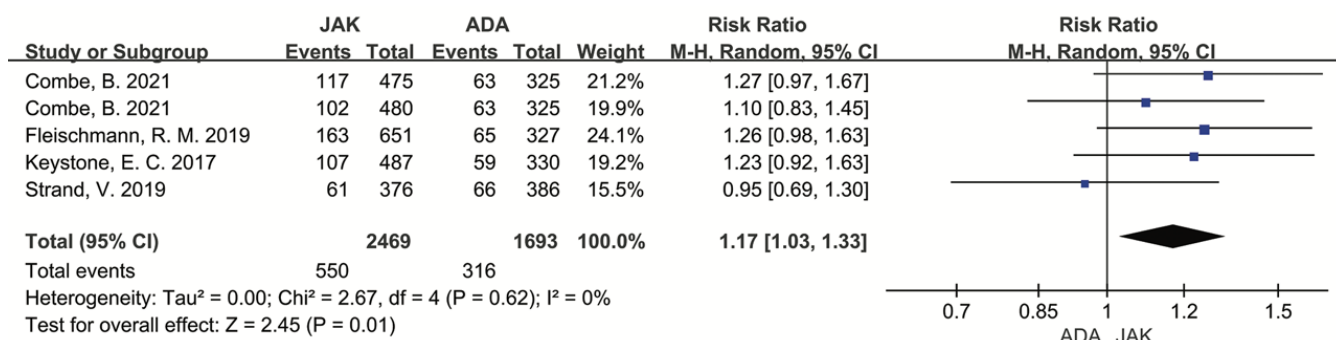 JAK ADA Risk Ratio Risk Ratio
Study or Subgroup Events Total Events Total Weight M-H, Random, 95% CI M-H, Random, 95% CI
Combe, B. 2021 117 475 63 325 21.2% 1.27 [0.97, 1.67]
Combe, B. 2021 102 480 63 325 19.9% 1.10 [0.83, 1.45]
Fleischmann, R. M. 2019 163 651 65 327 24.1% 1.26 [0.98, 1.63]
Keystone, E. C. 2017 107 487 59 330 19.2% 1.23 [0.92, 1.63]
Strand, V. 2019 61 376 66 386 15.5% 0.95 [0.69, 1.30]
Total (95% CI) 2469 1693 100.0% 1.17 [1.03, 1.33]
Total events 550 316
Heterogeneity: Tau² = 0.00; Chi² = 2.67, df = 4 (P = 0.62); I² = 0%
Test for overall effect: Z = 2.45 (P = 0.01)
0.7 0.85 1 1.2 1.5
ADA JAK